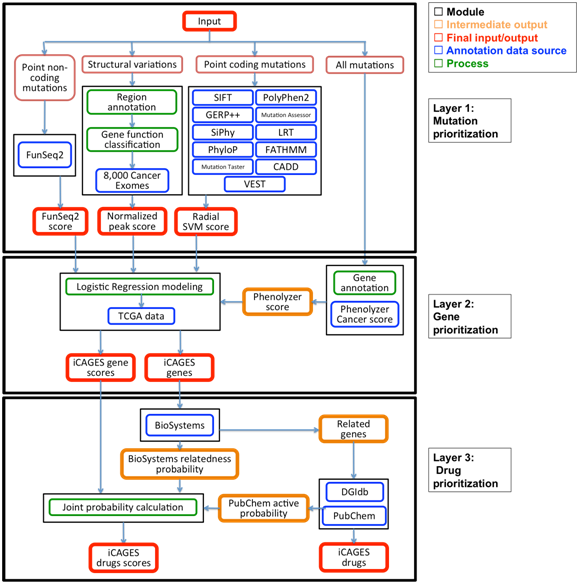 Input
Module
Intermediate output
Final input/output
Annotation data source
Process
Point non-
coding
mutations
Structural variations
Point coding mutations
All mutations
Region
annotation
Gene function
classification
8,000 Cancer
Exomes
FunSeq2
SIFT
PolyPhen2
GERP++
Mutation Assessor
SiPhy
LRT
PhyloP
FATHMM
Mutation Taster
CADD
VEST
Layer 1:
Mutation
prioritization
FunSeq2
score
Normalized
peak score
Radial
SVM score
Logistic Regression modeling
TCGA data
Phenolyzer
score
Gene
annotation
Phenolyzer
Cancer score
Layer 2:
Gene
prioritization
iCAGES gene
scores
iCAGES
genes
BioSystems
Related
genes
BioSystems relatedness
probability
Layer 3:
Drug
prioritization
DGIdb
PubChem
PubChem active
probability
Joint probability calculation
iCAGES
drugs scores
iCAGES
drugs